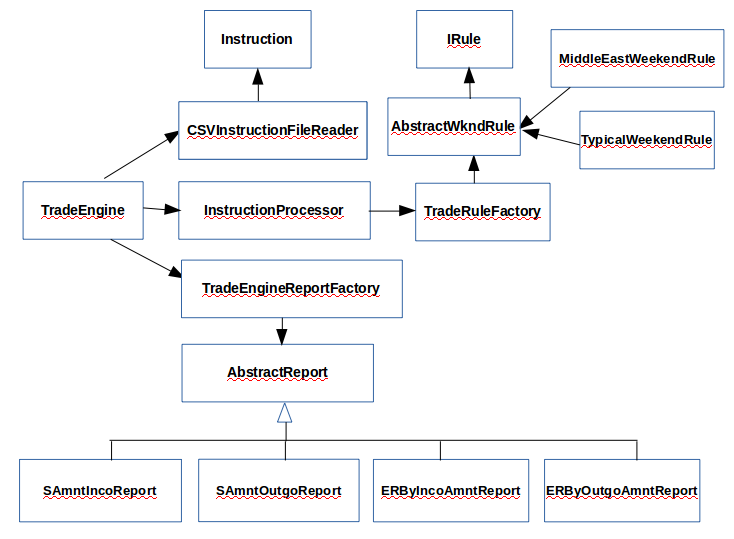 Instruction
IRule
MiddleEastWeekendRule
CSVInstructionFileReader
AbstractWkndRule
TypicalWeekendRule
TradeEngine
InstructionProcessor
TradeRuleFactory
TradeEngineReportFactory
AbstractReport
SAmntIncoReport
SAmntOutgoReport
ERByIncoAmntReport
ERByOutgoAmntReport